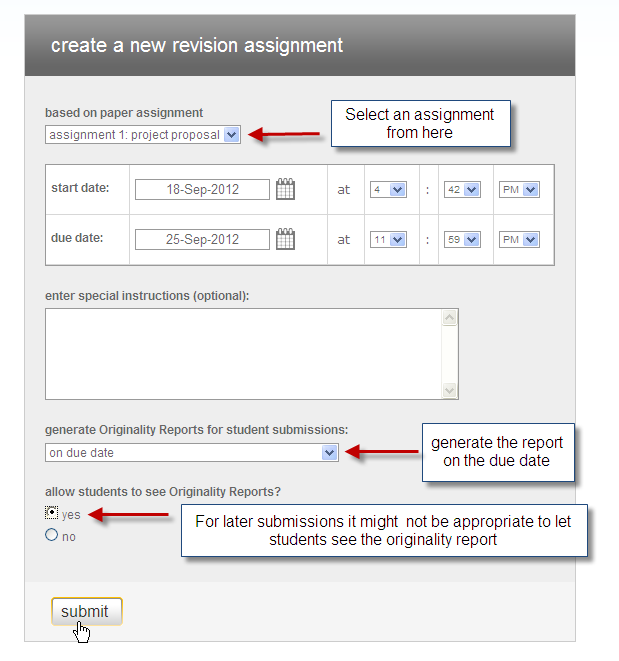 create a new revision assignment
based on paper assignment
assignment 1: project proposal
Select an assignment
from here
start date: 18-Sep-2012 at 4 : 42 PM
due date: 25-Sep-2012 at 11 : 59 PM
enter special instructions (optional):
generate Originality Reports for student submissions:
on due date
generate the report
on the due date
allow students to see Originality Reports?
yes
no
For later submissions it might not be appropriate to let
students see the originality report
submit